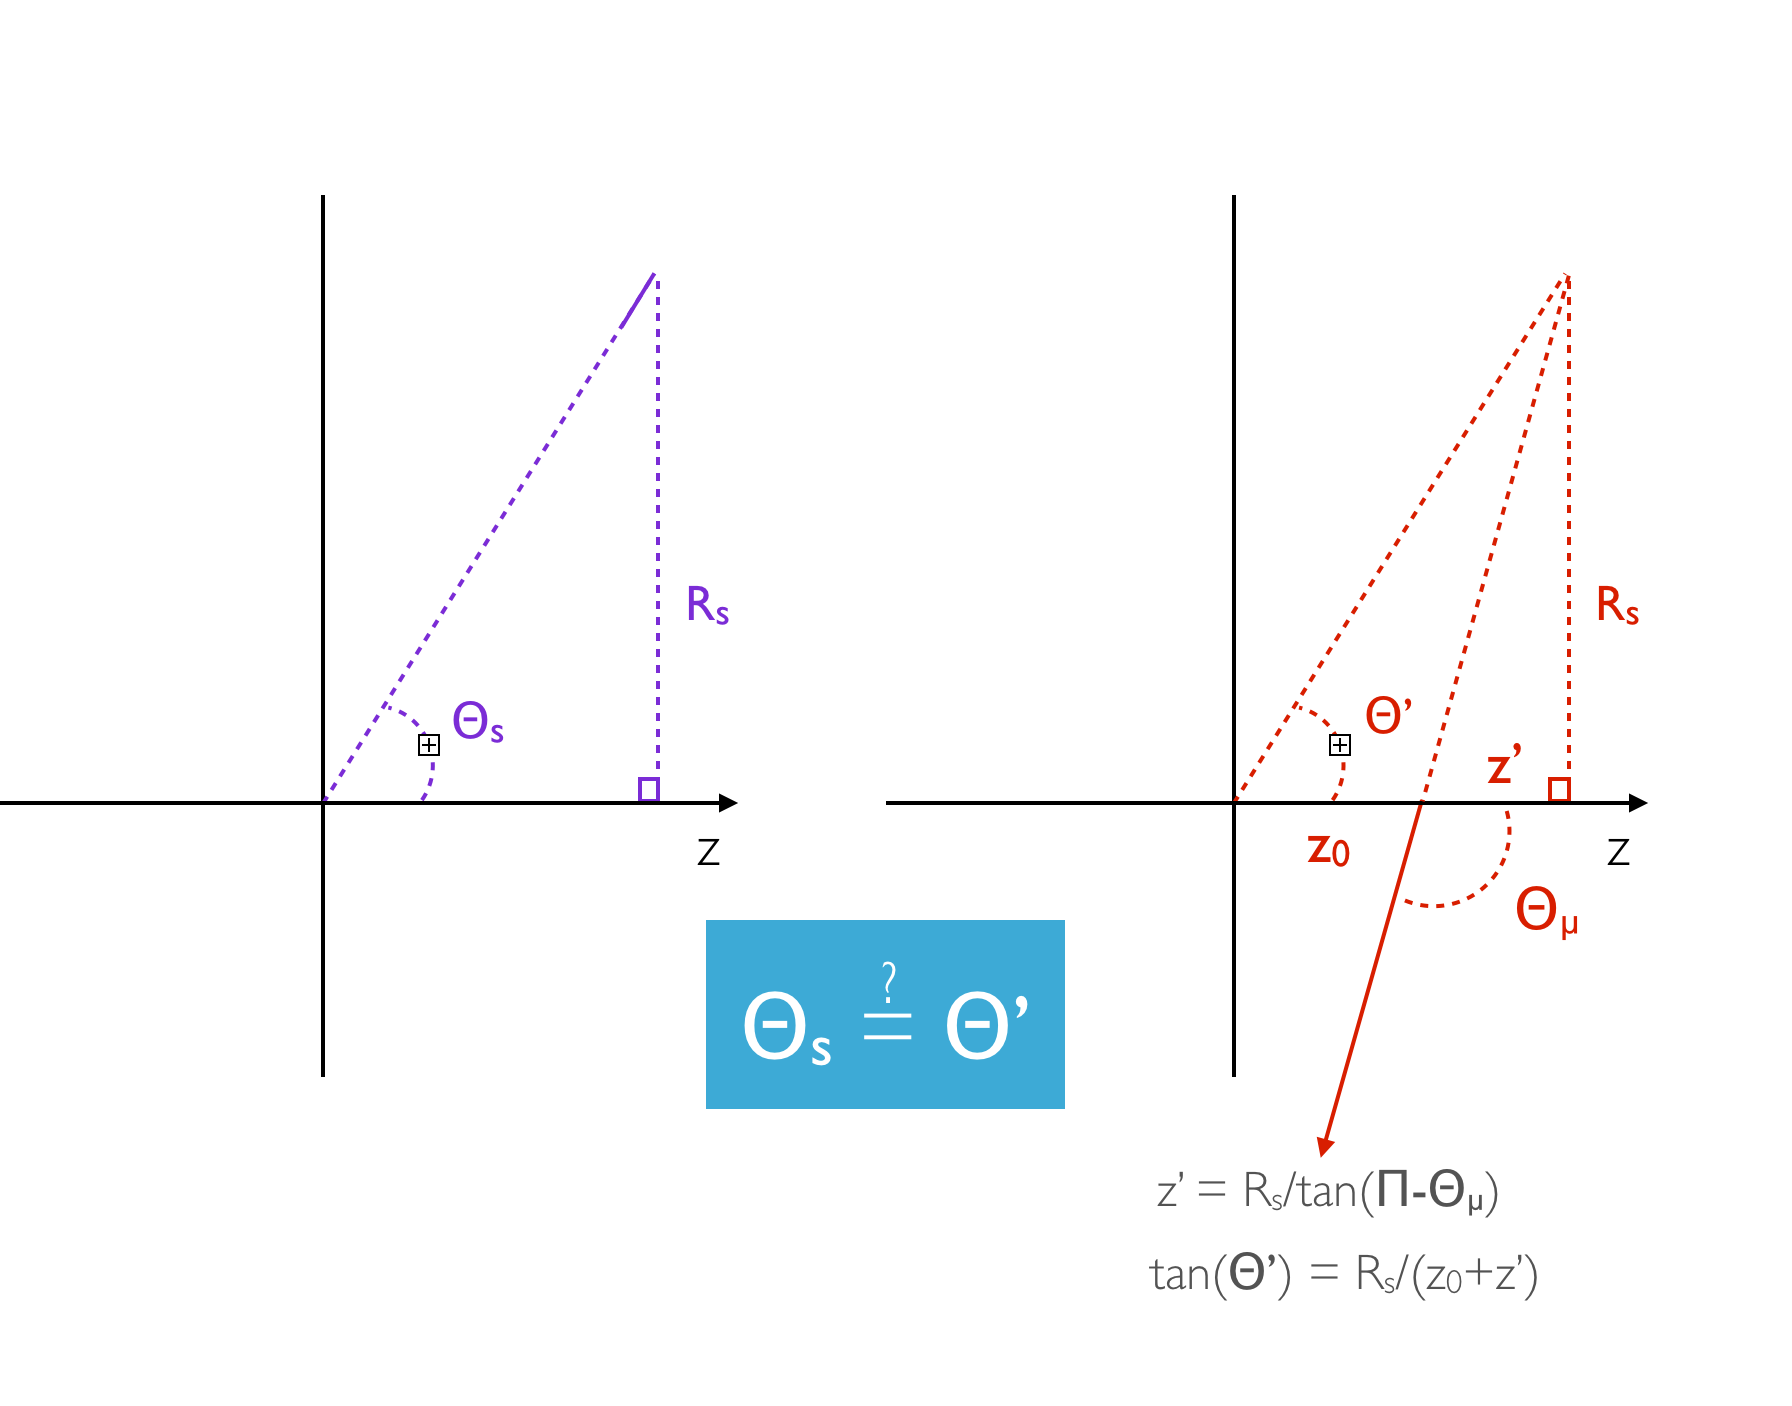 Rₛ
Θₛ
z
Rₛ
Θ’
z’
z₀
z
Θμ
?
Θₛ = Θ’
z’ = Rₛ/tan(Π-Θμ)
tan(Θ’) = Rₛ/(z₀+z’)